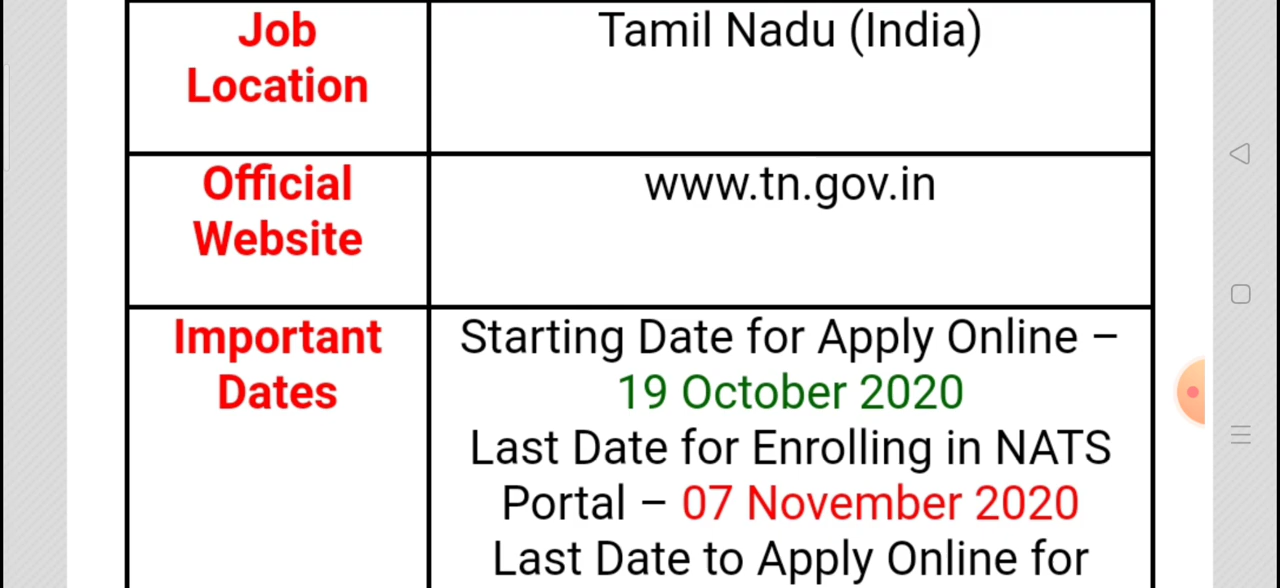 Job
Location
Tamil Nadu (India)
Official
Website
www.tn.gov.in
Important
Dates
Starting Date for Apply Online –
19 October 2020
Last Date for Enrolling in NATS
Portal – 07 November 2020
Last Date to Apply Online for